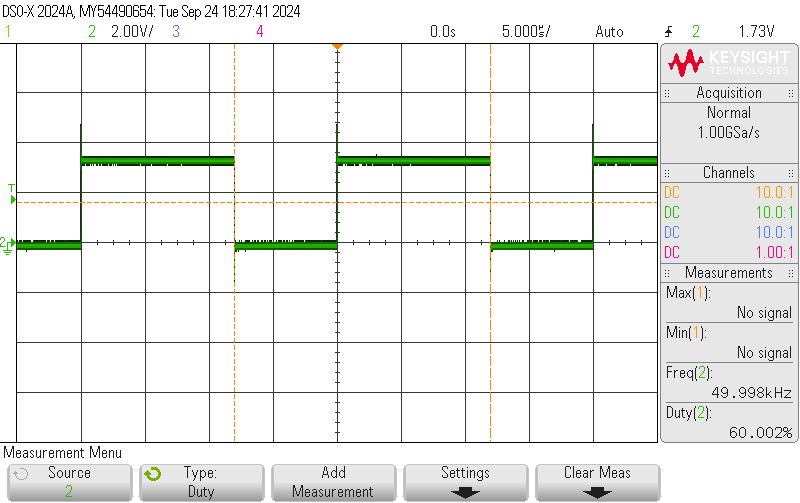 DSO-X 2024A, MY54490654: Tue Sep 24 18:27:41 2024
1 2 2.00V/ 3 4 0.0s 5.000us/ Auto 2 1.73V
KEYSIGHT
TECHNOLOGIES
Acquisition
Normal
1.00GSa/s
Channels
DC 10.0:1
DC 10.0:1
DC 10.0:1
DC 1.00:1
Measurements
Max(1):
No signal
Min(1):
No signal
Freq(2):
49.998kHz
Duty(2):
60.002%
T
2
Measurement Menu
Source
2
Type:
Duty
Add
Measurement
Settings
Clear Meas